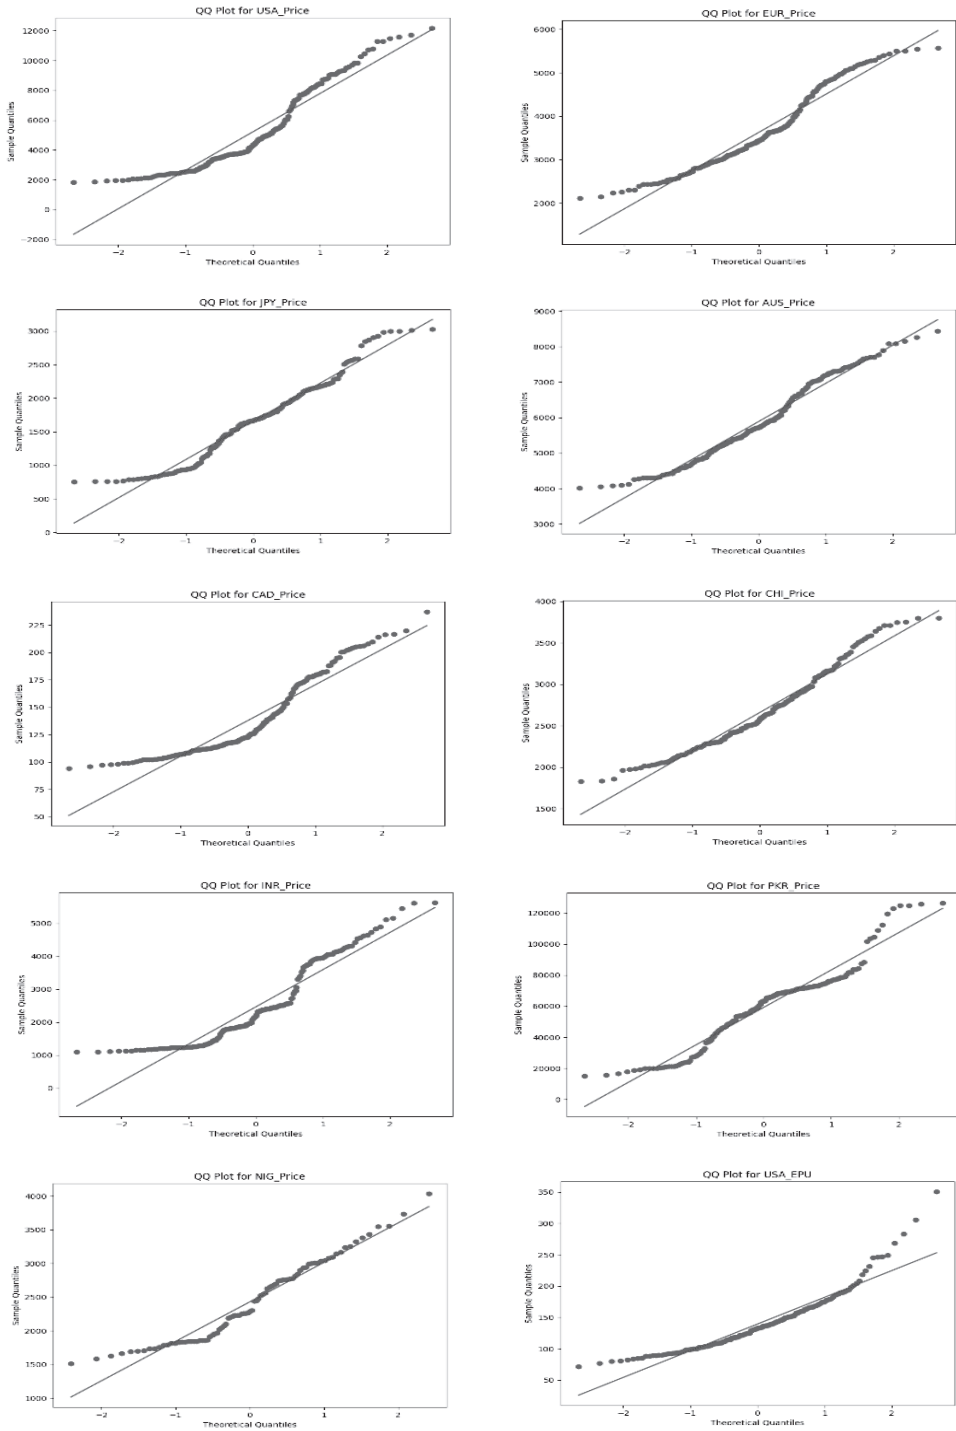 QQ Plot for USA_Price
12000
10000
8000
6000
4000
2000
0
−2000
Sample Quantiles
−2 −1 0 1 2
Theoretical Quantiles
QQ Plot for EUR_Price
6000
5000
4000
3000
2000
Sample Quantiles
−2 −1 0 1 2
Theoretical Quantiles
QQ Plot for JPY_Price
3000
2500
2000
1500
1000
500
0
Sample Quantiles
−2 −1 0 1 2
Theoretical Quantiles
QQ Plot for AUS_Price
9000
8000
7000
6000
5000
4000
3000
Sample Quantiles
−2 −1 0 1 2
Theoretical Quantiles
QQ Plot for CAD_Price
225
200
175
150
125
100
75
50
Sample Quantiles
−2 −1 0 1 2
Theoretical Quantiles
QQ Plot for CHI_Price
4000
3500
3000
2500
2000
1500
Sample Quantiles
−2 −1 0 1 2
Theoretical Quantiles
QQ Plot for INR_Price
5000
4000
3000
2000
1000
0
Sample Quantiles
−2 −1 0 1 2
Theoretical Quantiles
QQ Plot for PKR_Price
120000
100000
80000
60000
40000
20000
0
Sample Quantiles
−2 −1 0 1 2
Theoretical Quantiles
QQ Plot for NIG_Price
4000
3500
3000
2500
2000
1500
1000
Sample Quantiles
−2 −1 0 1 2
Theoretical Quantiles
QQ Plot for USA_EPU
350
300
250
200
150
100
50
Sample Quantiles
−2 −1 0 1 2
Theoretical Quantiles